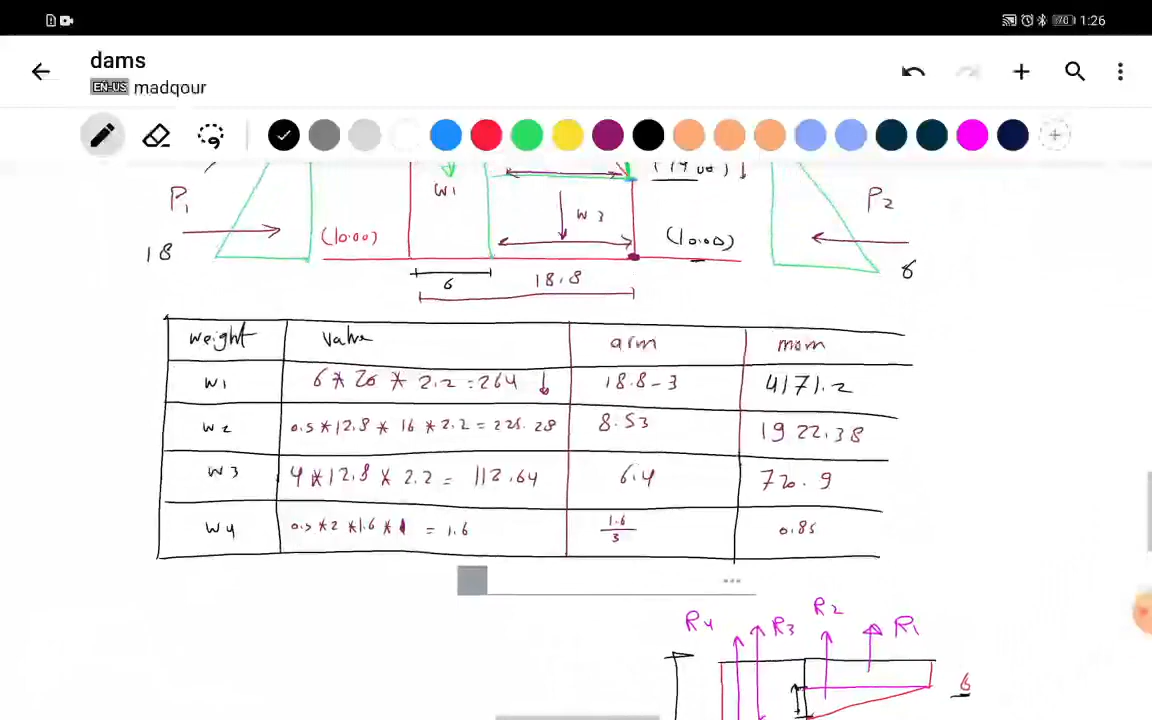 1:26
dams
EN-US madqour
P1
W1
P2
W3
18
(10.00)
(10.00)
6
6
18.8
weight value arm mom
W1 6 * 20 * 2.2 = 264 ↓ 18.8-3 4171.2
W2 0.5 * 12.8 * 16 * 2.2 = 225.28 8.53 1922.38
W3 4 * 12.8 * 2.2 = 112.64 6.4 720.9
W4 0.5 * 2 * 1.6 * 1 = 1.6 1.6/3 0.85
R4 R3 R2 R1
6